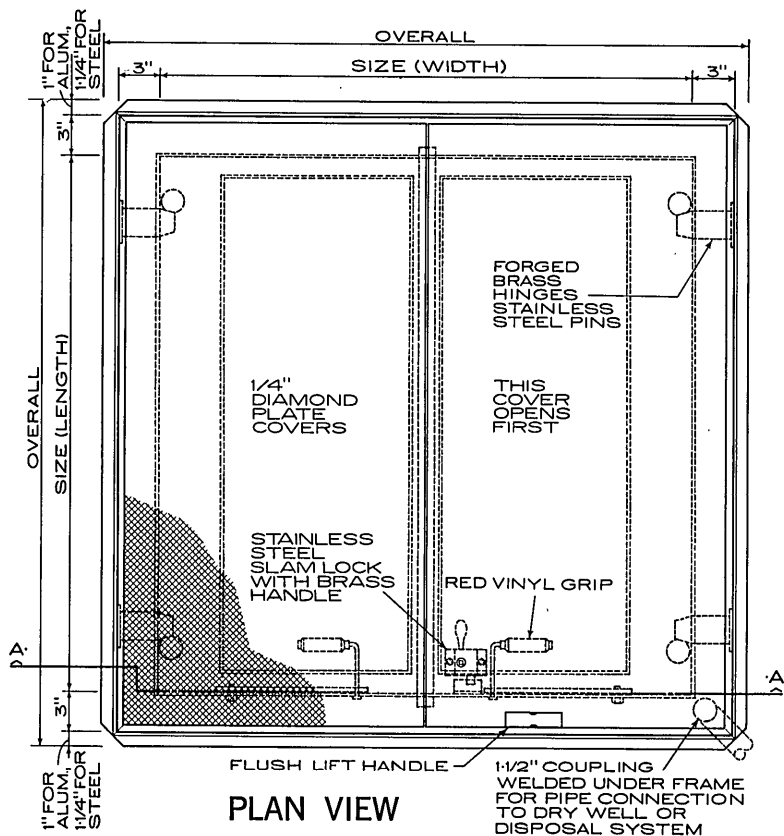 OVERALL
SIZE (WIDTH)
3"
3"
1" FOR
ALUM.,
1-1/4" FOR
STEEL
3"
OVERALL
SIZE (LENGTH)
FORGED
BRASS
HINGES
STAINLESS
STEEL PINS
1/4"
DIAMOND
PLATE
COVERS
THIS
COVER
OPENS
FIRST
STAINLESS
STEEL
SLAM LOCK
WITH BRASS
HANDLE
RED VINYL GRIP
A
A
3"
1" FOR
ALUM.,
1-1/4" FOR
STEEL
FLUSH LIFT HANDLE
1-1/2" COUPLING
WELDED UNDER FRAME
FOR PIPE CONNECTION
TO DRY WELL OR
DISPOSAL SYSTEM
PLAN VIEW